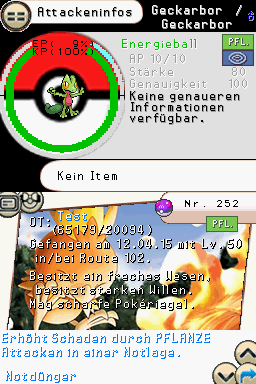 Attackeninfos
Geckarbor /
Geckarbor
EP( 9%)
KP(100%)
Energieball
PFL.
AP 10/10
Stärke 80
Genauigkeit 100
Keine genaueren
Informationen
verfügbar.
Kein Item
Nr. 252
OT: Test
(65179/20094)
PFL.
Gefangen am 12.04.15 mit Lv. 50
in/bei Route 102.
Besitzt ein freches Wesen,
besitzt starken Willen.
Mag scharfe Pokériegel.
Erhöht Schaden durch PFLANZE
Attacken in einer Notlage.
Notdünger